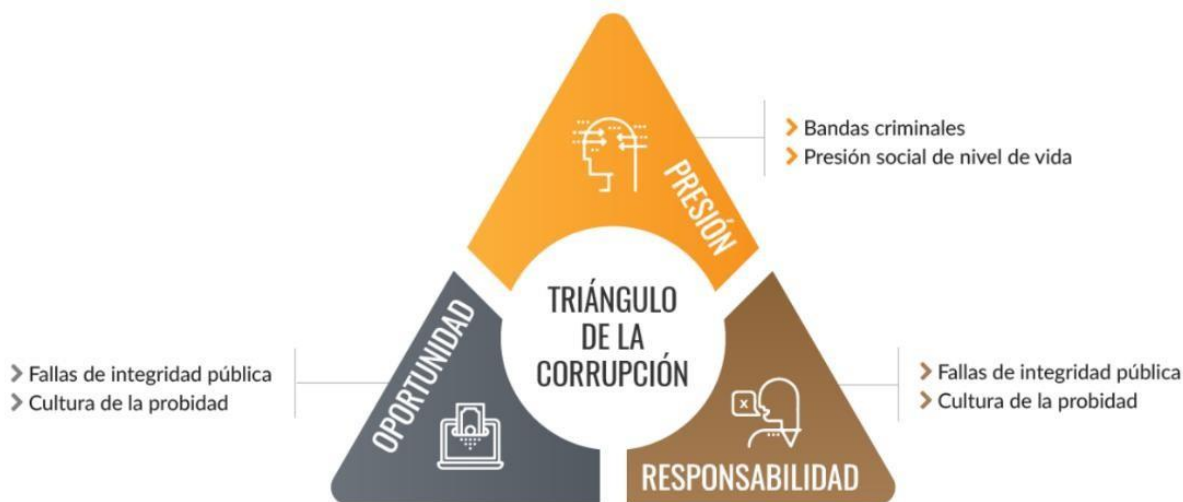 Bandas criminales
Presión social de nivel de vida
PRESIÓN
TRIÁNGULO
DE LA
CORRUPCIÓN
OPORTUNIDAD
Fallas de integridad pública
Cultura de la probidad
Fallas de integridad pública
Cultura de la probidad
x
RESPONSABILIDAD